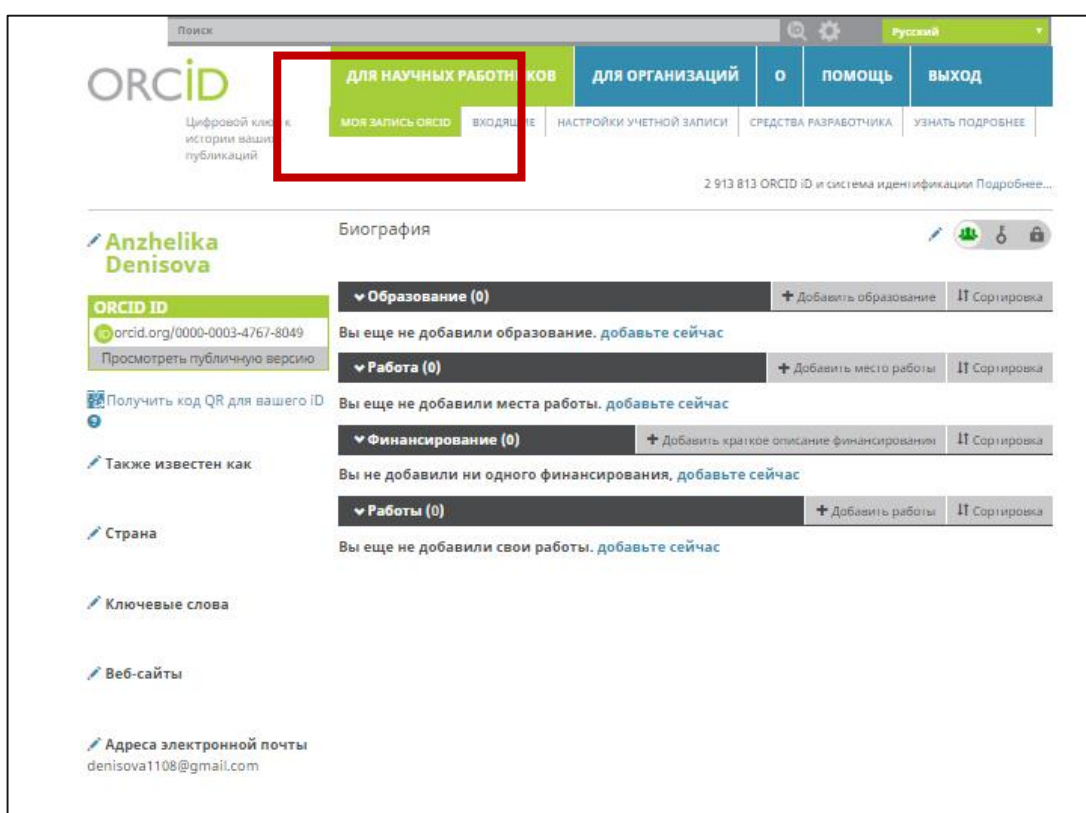 Поиск
Русский
ORCID
Цифровой ключ к
истории ваших
публикаций
ДЛЯ НАУЧНЫХ РАБОТНИКОВ ДЛЯ ОРГАНИЗАЦИЙ О ПОМОЩЬ ВЫХОД
МОЯ ЗАПИСЬ ORCID ВХОДЯЩИЕ НАСТРОЙКИ УЧЕТНОЙ ЗАПИСИ СРЕДСТВА РАЗРАБОТЧИКА УЗНАТЬ ПОДРОБНЕЕ
2 913 813 ORCID iD и система идентификации Подробнее...
Anzhelika
Denisova
ORCID ID
iD orcid.org/0000-0003-4767-8049
Просмотреть публичную версию
Получить код QR для вашего iD
?
Также известен как
Страна
Ключевые слова
Веб-сайты
Адреса электронной почты
denisova1108@gmail.com
Биография
Образование (0) + Добавить образование Сортировка
Вы еще не добавили образование. добавьте сейчас
Работа (0) + Добавить место работы Сортировка
Вы еще не добавили места работы. добавьте сейчас
Финансирование (0) + Добавить краткое описание финансирования Сортировка
Вы не добавили ни одного финансирования, добавьте сейчас
Работы (0) + Добавить работы Сортировка
Вы еще не добавили свои работы. добавьте сейчас